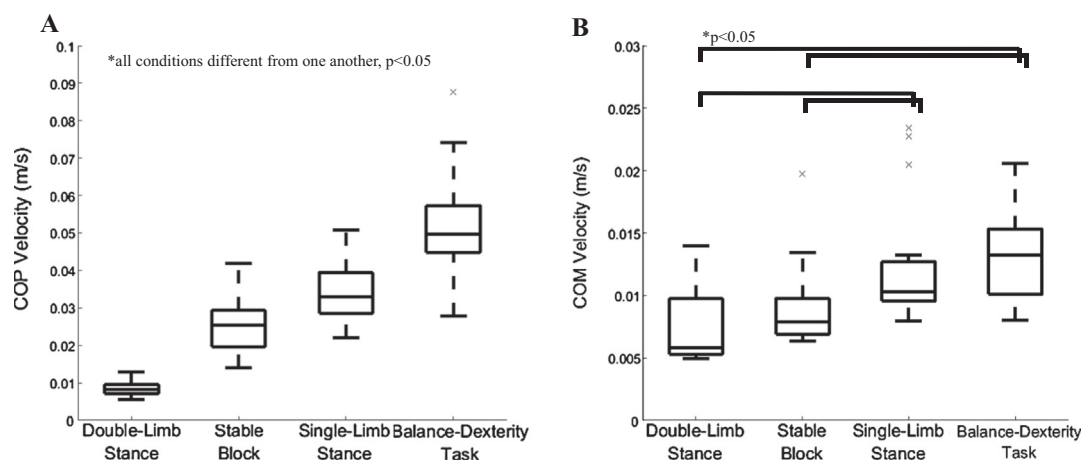 A
COP Velocity (m/s)
0.1
0.09
0.08
0.07
0.06
0.05
0.04
0.03
0.02
0.01
0
*all conditions different from one another, p<0.05
Double-Limb Stable Single-Limb Balance-Dexterity
Stance Block Stance Task
B
COM Velocity (m/s)
0.03
0.025
0.02
0.015
0.01
0.005
0
*p<0.05
Double-Limb Stable Single-Limb Balance-Dexterity
Stance Block Stance Task